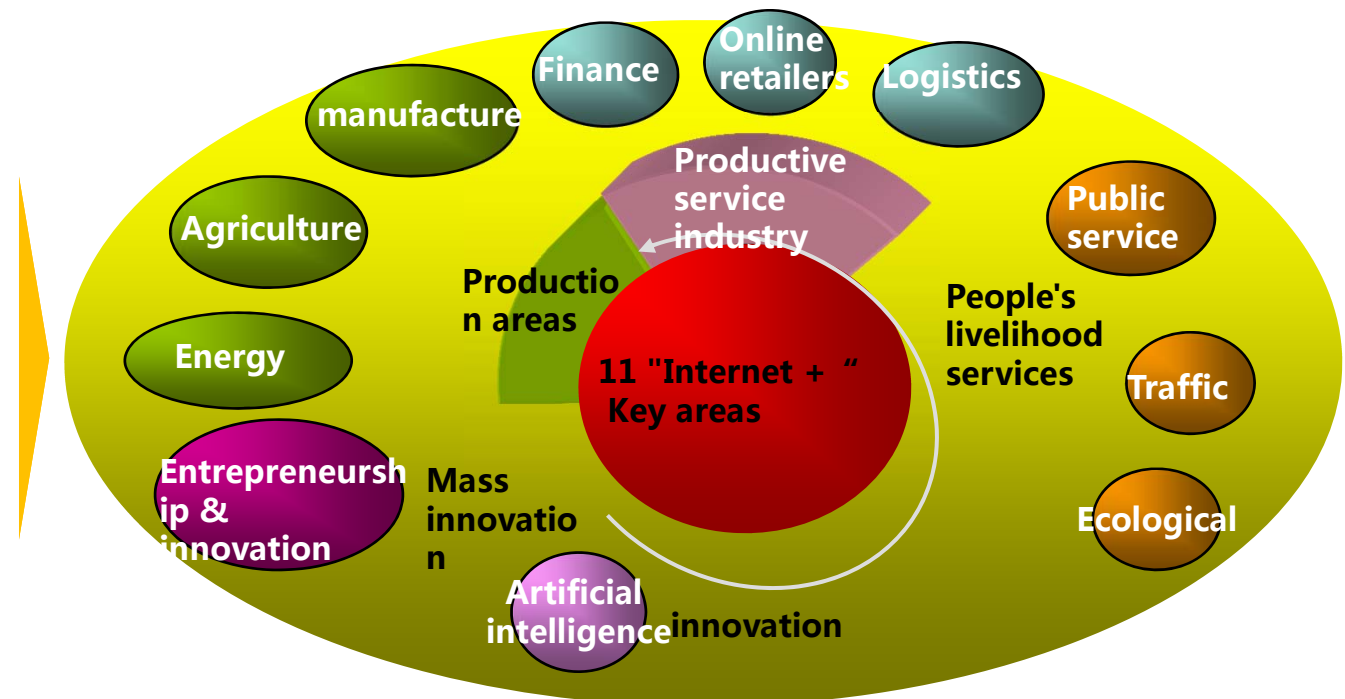 Finance
Online
retailers
Logistics
manufacture
Agriculture
Energy
Entrepreneursh
ip &
innovation
Productive
service
industry
Productio
n areas
11 "Internet + “
Key areas
People's
livelihood
services
Public
service
Traffic
Ecological
Mass
innovatio
n
Artificial
intelligence
innovation